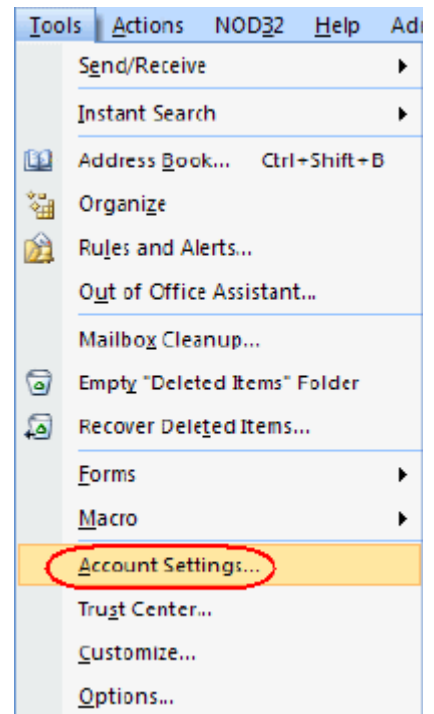 Tools Actions NOD32 Help
Send/Receive
Instant Search
Address Book... Ctrl+Shift+B
Organize
Rules and Alerts...
Out of Office Assistant...
Mailbox Cleanup...
Empty "Deleted Items" Folder
Recover Deleted Items...
Forms
Macro
Account Settings...
Trust Center...
Customize...
Options...